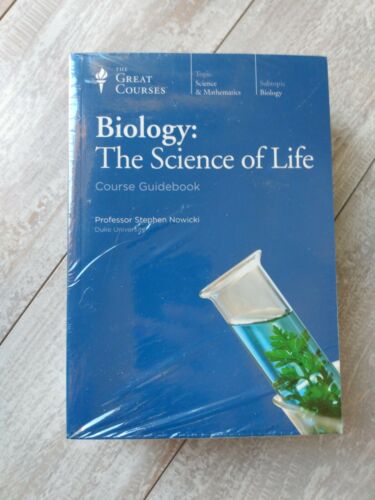 THE
GREAT
COURSES
Topic
Science
& Mathematics
Subtopic
Biology
Biology:
The Science of Life
Course Guidebook
Professor Stephen Nowicki
Duke University